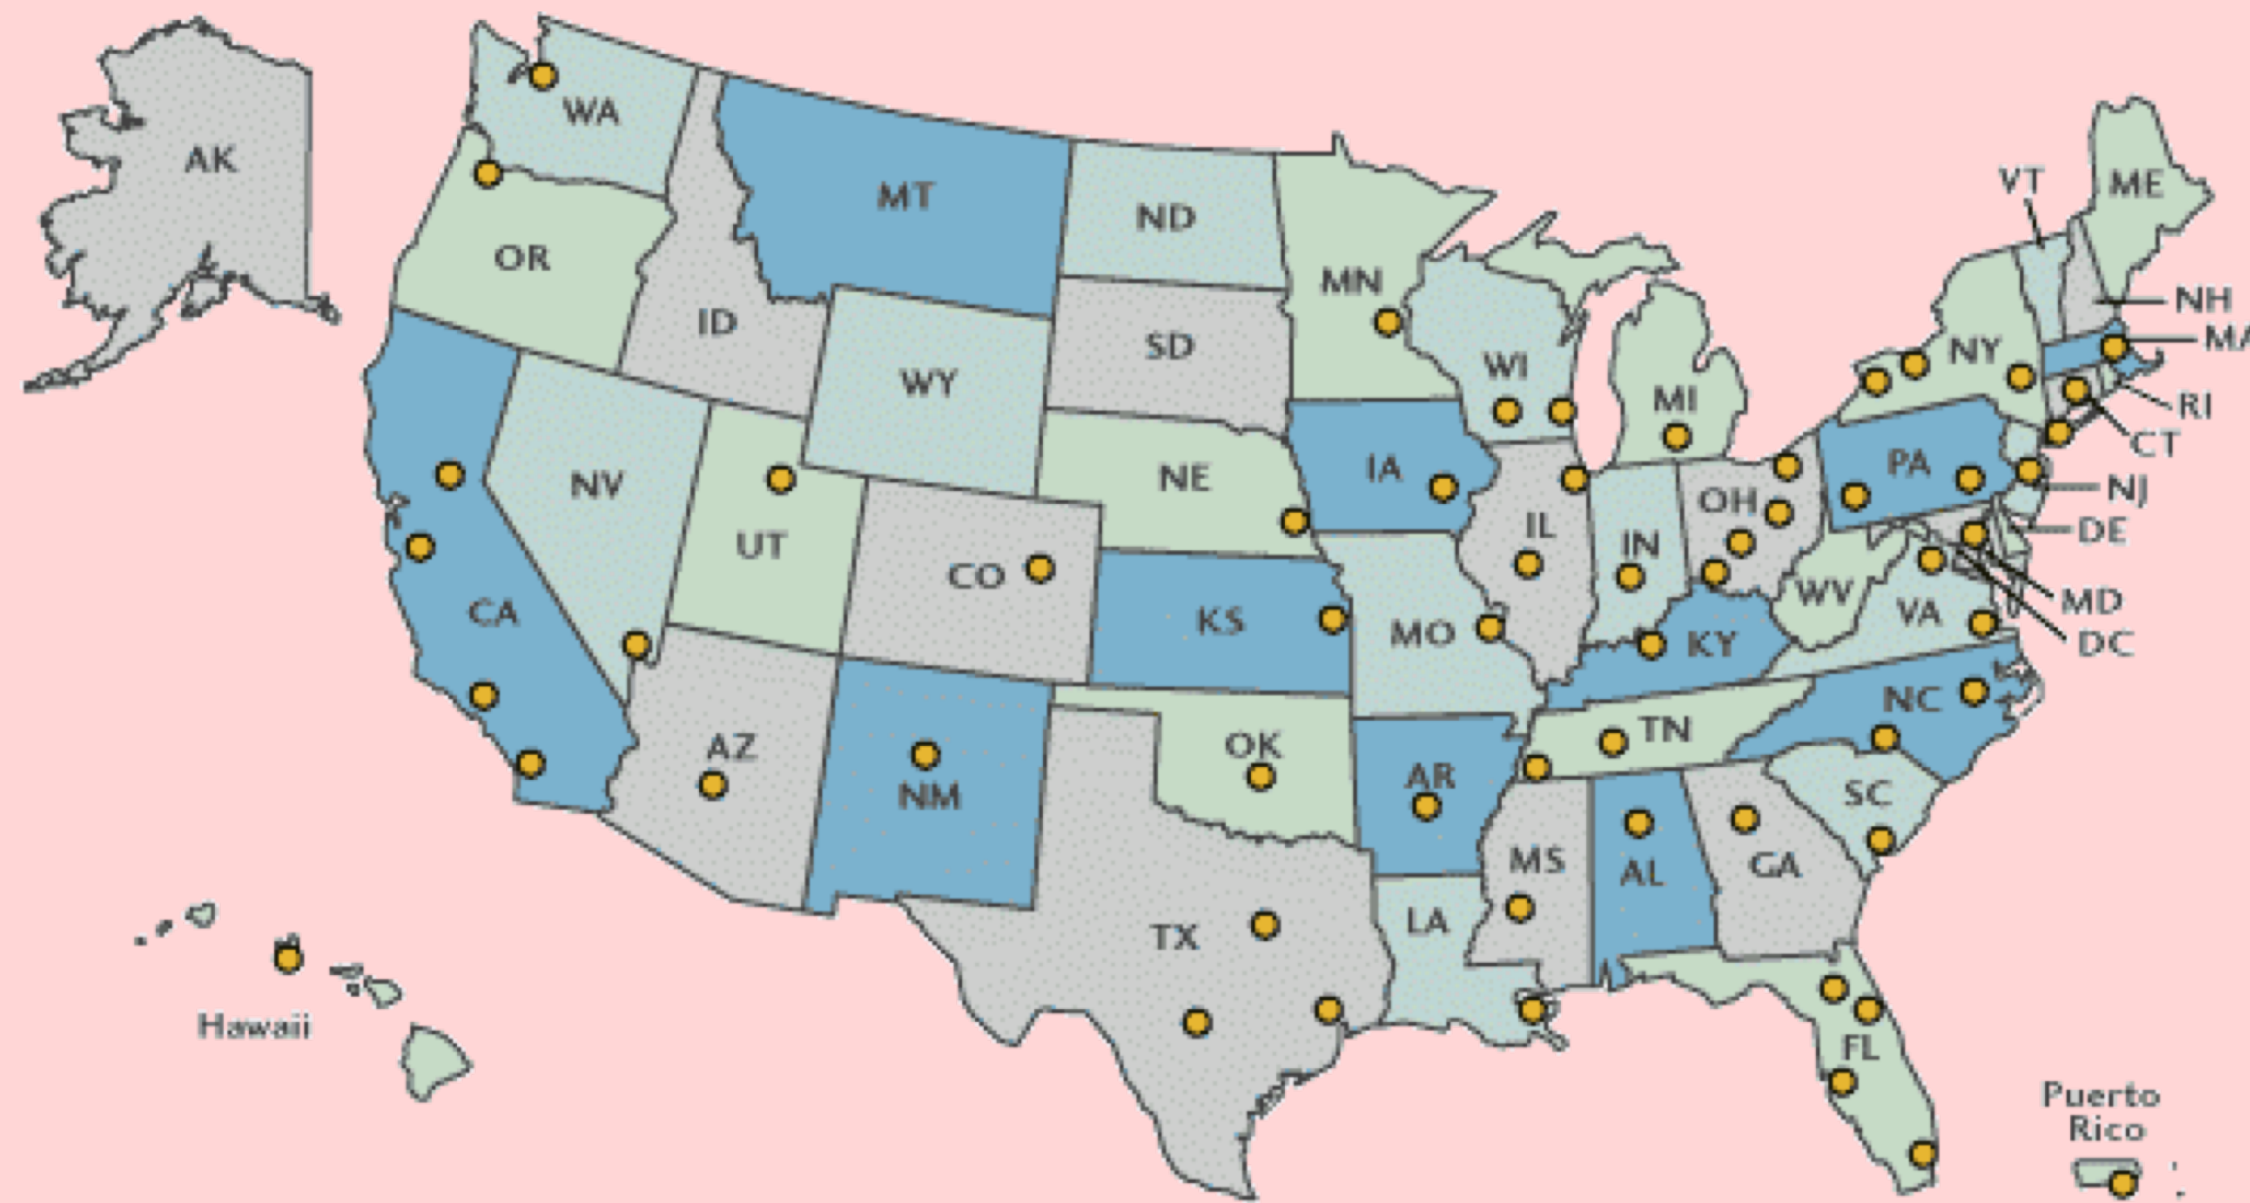 WA
AK
MT
VT
ME
ND
OR
MN
NH
ID
MA
SD
NY
WI
WY
MI
RI
CT
IA
PA
NE
NV
NJ
OH
IL
DE
UT
IN
CO
WV
MD
CA
KS
VA
MO
KY
DC
NC
TN
AZ
OK
AR
SC
NM
MS
GA
AL
LA
TX
Hawaii
FL
Puerto
Rico